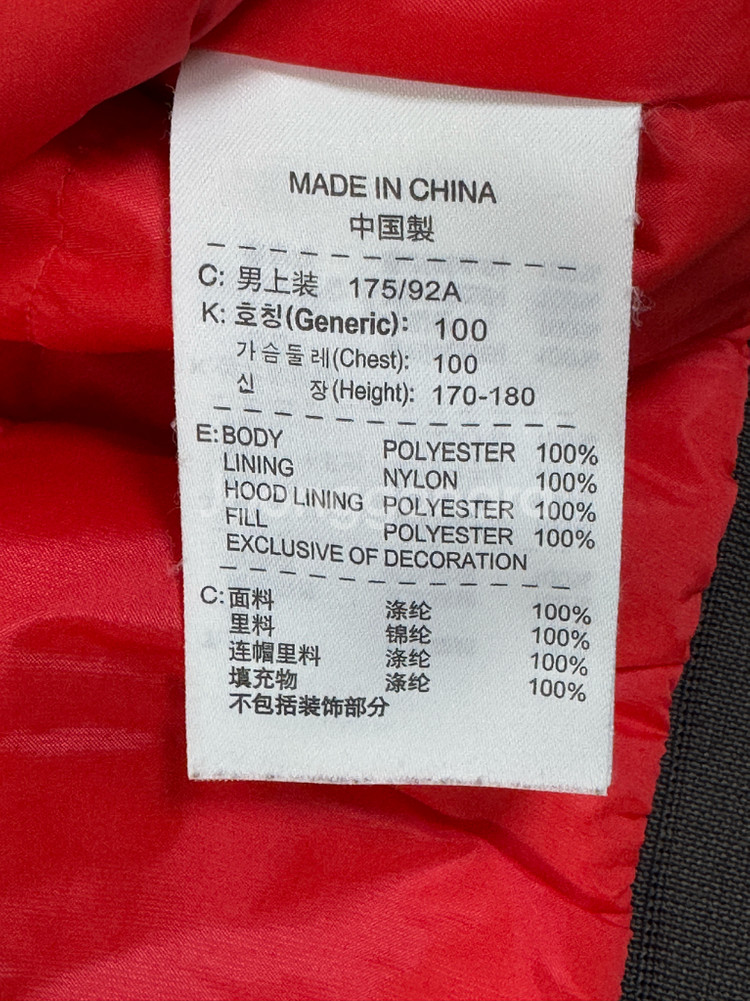 MADE IN CHINA
中国製
C: 男上装 175/92A
K: 호칭(Generic): 100
가슴둘레(Chest): 100
신 장(Height): 170-180
E: BODY POLYESTER 100%
LINING NYLON 100%
HOOD LINING POLYESTER 100%
FILL POLYESTER 100%
EXCLUSIVE OF DECORATION
C: 面料 涤纶 100%
里料 锦纶 100%
连帽里料 涤纶 100%
填充物 涤纶 100%
不包括装饰部分